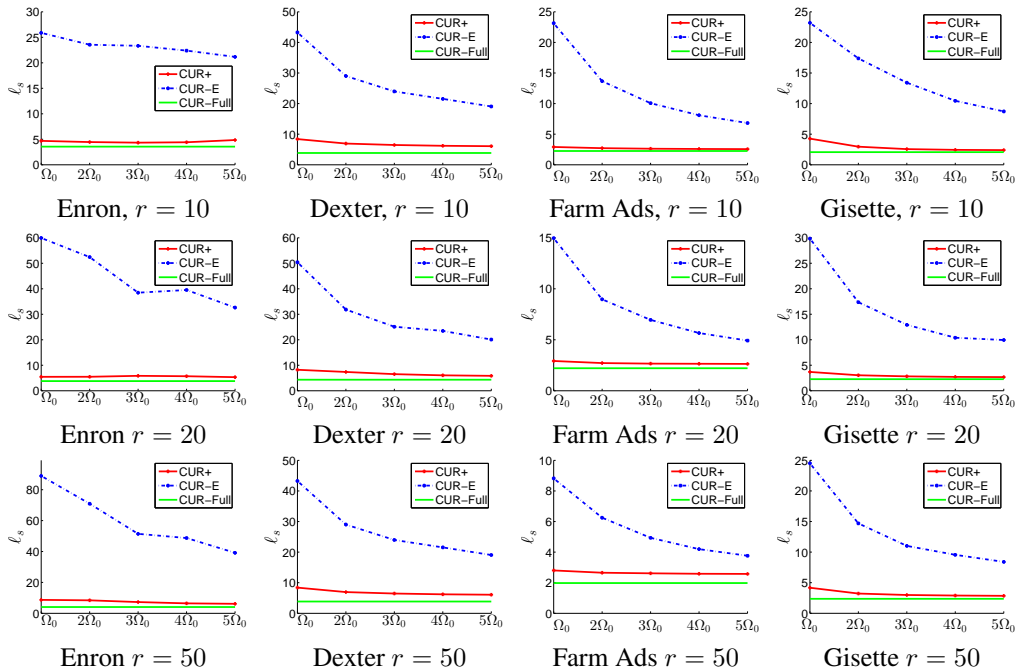 30
25
20
15
10
5
0
ℓs
CUR+
CUR−E
CUR−Full
Ω0 2Ω0 3Ω0 4Ω0 5Ω0
Enron, r = 10
50
40
30
20
10
0
ℓs
CUR+
CUR−E
CUR−Full
Ω0 2Ω0 3Ω0 4Ω0 5Ω0
Dexter, r = 10
25
20
15
10
5
0
ℓs
CUR+
CUR−E
CUR−Full
Ω0 2Ω0 3Ω0 4Ω0 5Ω0
Farm Ads, r = 10
25
20
15
10
5
0
ℓs
CUR+
CUR−E
CUR−Full
Ω0 2Ω0 3Ω0 4Ω0 5Ω0
Gisette, r = 10
60
50
40
30
20
10
0
ℓs
CUR+
CUR−E
CUR−Full
Ω0 2Ω0 3Ω0 4Ω0 5Ω0
Enron r = 20
60
50
40
30
20
10
0
ℓs
CUR+
CUR−E
CUR−Full
Ω0 2Ω0 3Ω0 4Ω0 5Ω0
Dexter r = 20
15
10
5
0
ℓs
CUR+
CUR−E
CUR−Full
Ω0 2Ω0 3Ω0 4Ω0 5Ω0
Farm Ads r = 20
30
25
20
15
10
5
0
ℓs
CUR+
CUR−E
CUR−Full
Ω0 2Ω0 3Ω0 4Ω0 5Ω0
Gisette r = 20
80
60
40
20
0
ℓs
CUR+
CUR−E
CUR−Full
Ω0 2Ω0 3Ω0 4Ω0 5Ω0
Enron r = 50
50
40
30
20
10
0
ℓs
CUR+
CUR−E
CUR−Full
Ω0 2Ω0 3Ω0 4Ω0 5Ω0
Dexter r = 50
10
8
6
4
2
0
ℓs
CUR+
CUR−E
CUR−Full
Ω0 2Ω0 3Ω0 4Ω0 5Ω0
Farm Ads r = 50
25
20
15
10
5
0
ℓs
CUR+
CUR−E
CUR−Full
Ω0 2Ω0 3Ω0 4Ω0 5Ω0
Gisette r = 50